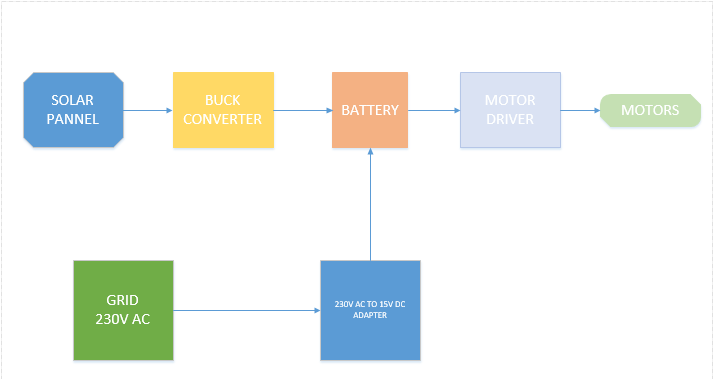 SOLAR
PANNEL
BUCK
CONVERTER
BATTERY
MOTOR
DRIVER
MOTORS
GRID
230V AC
230V AC TO 15V DC
ADAPTER